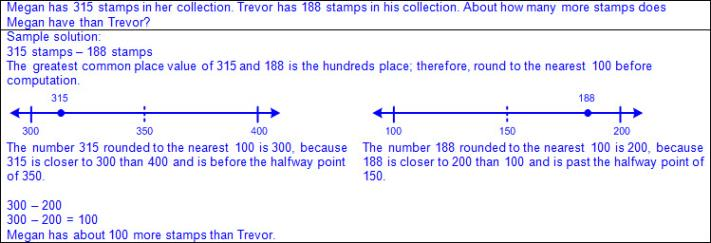 Megan has 315 stamps in her collection. Trevor has 188 stamps in his collection. About how many more stamps does
Megan have than Trevor?
Sample solution:
315 stamps – 188 stamps
The greatest common place value of 315 and 188 is the hundreds place; therefore, round to the nearest 100 before
computation.
315
300 350 400
The number 315 rounded to the nearest 100 is 300, because
315 is closer to 300 than 400 and is before the halfway point
of 350.
188
100 150 200
The number 188 rounded to the nearest 100 is 200, because
188 is closer to 200 than 100 and is past the halfway point of
150.
300 – 200
300 – 200 = 100
Megan has about 100 more stamps than Trevor.